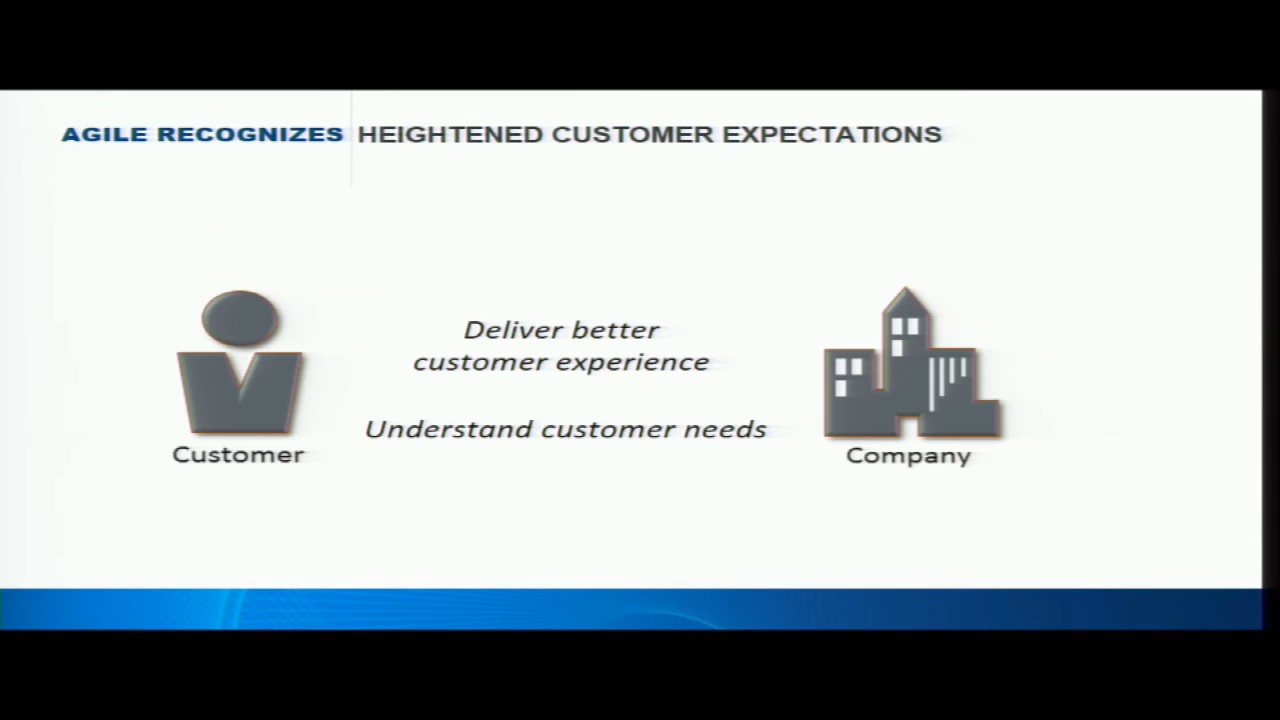 AGILE RECOGNIZES HEIGHTENED CUSTOMER EXPECTATIONS
Deliver better
customer experience
Understand customer needs
Customer
Company